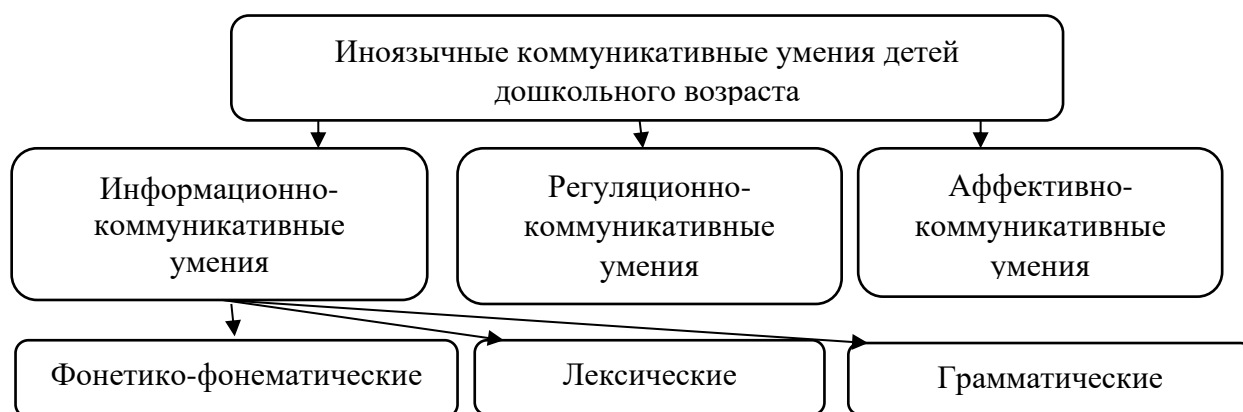 Иноязычные коммуникативные умения детей
дошкольного возраста
Информационно-
коммуникативные
умения
Регуляционно-
коммуникативные
умения
Аффективно-
коммуникативные
умения
Фонетико-фонематические
Лексические
Грамматические